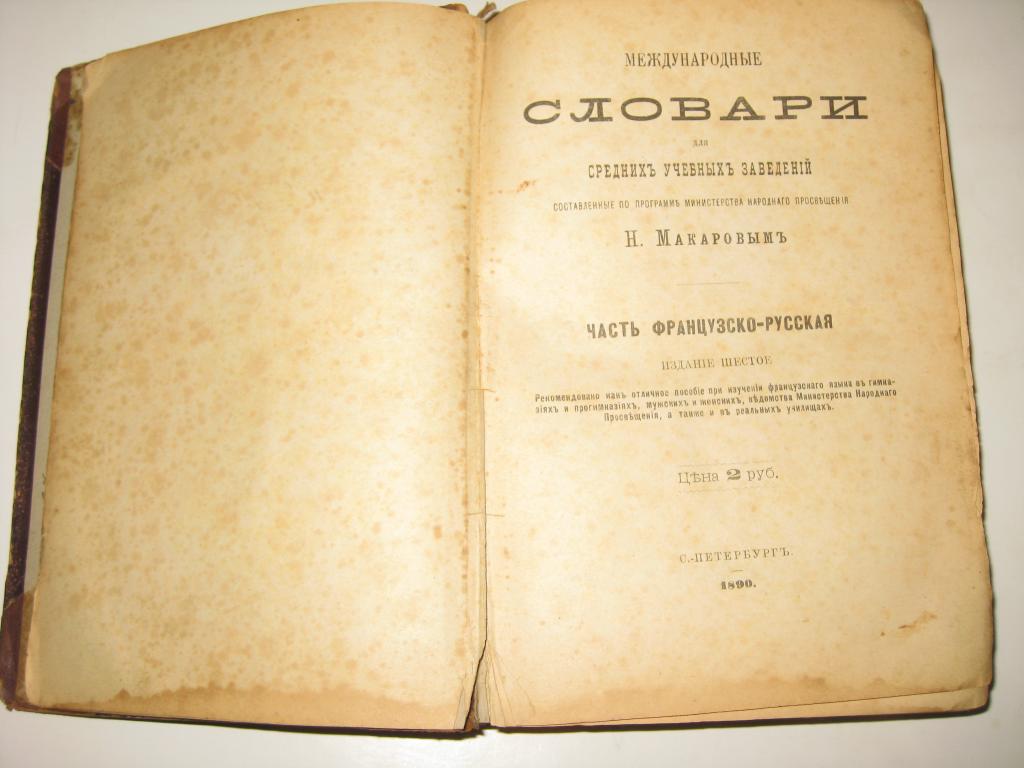 МЕЖДУНАРОДНЫЕ
СЛОВАРИ
для
СРЕДНИХЪ УЧЕБНЫХЪ ЗАВЕДЕНІЙ
СОСТАВЛЕННЫЕ ПО ПРОГРАММѢ МИНИСТЕРСТВА НАРОДНАГО ПРОСВѢЩЕНІЯ
Н. МАКАРОВЫМЪ
ЧАСТЬ ФРАНЦУЗСКО-РУССКАЯ
ИЗДАНІЕ ШЕСТОЕ
Рекомендовано какъ отличное пособіе при изученіи французскаго языка въ гимна-
зіяхъ и прогимназіяхъ, мужскихъ и женскихъ, вѣдомства Министерства Народнаго
Просвѣщенія, а также и въ реальныхъ училищахъ.
Цѣна 2 руб.
С.-ПЕТЕРБУРГЪ.
1890.